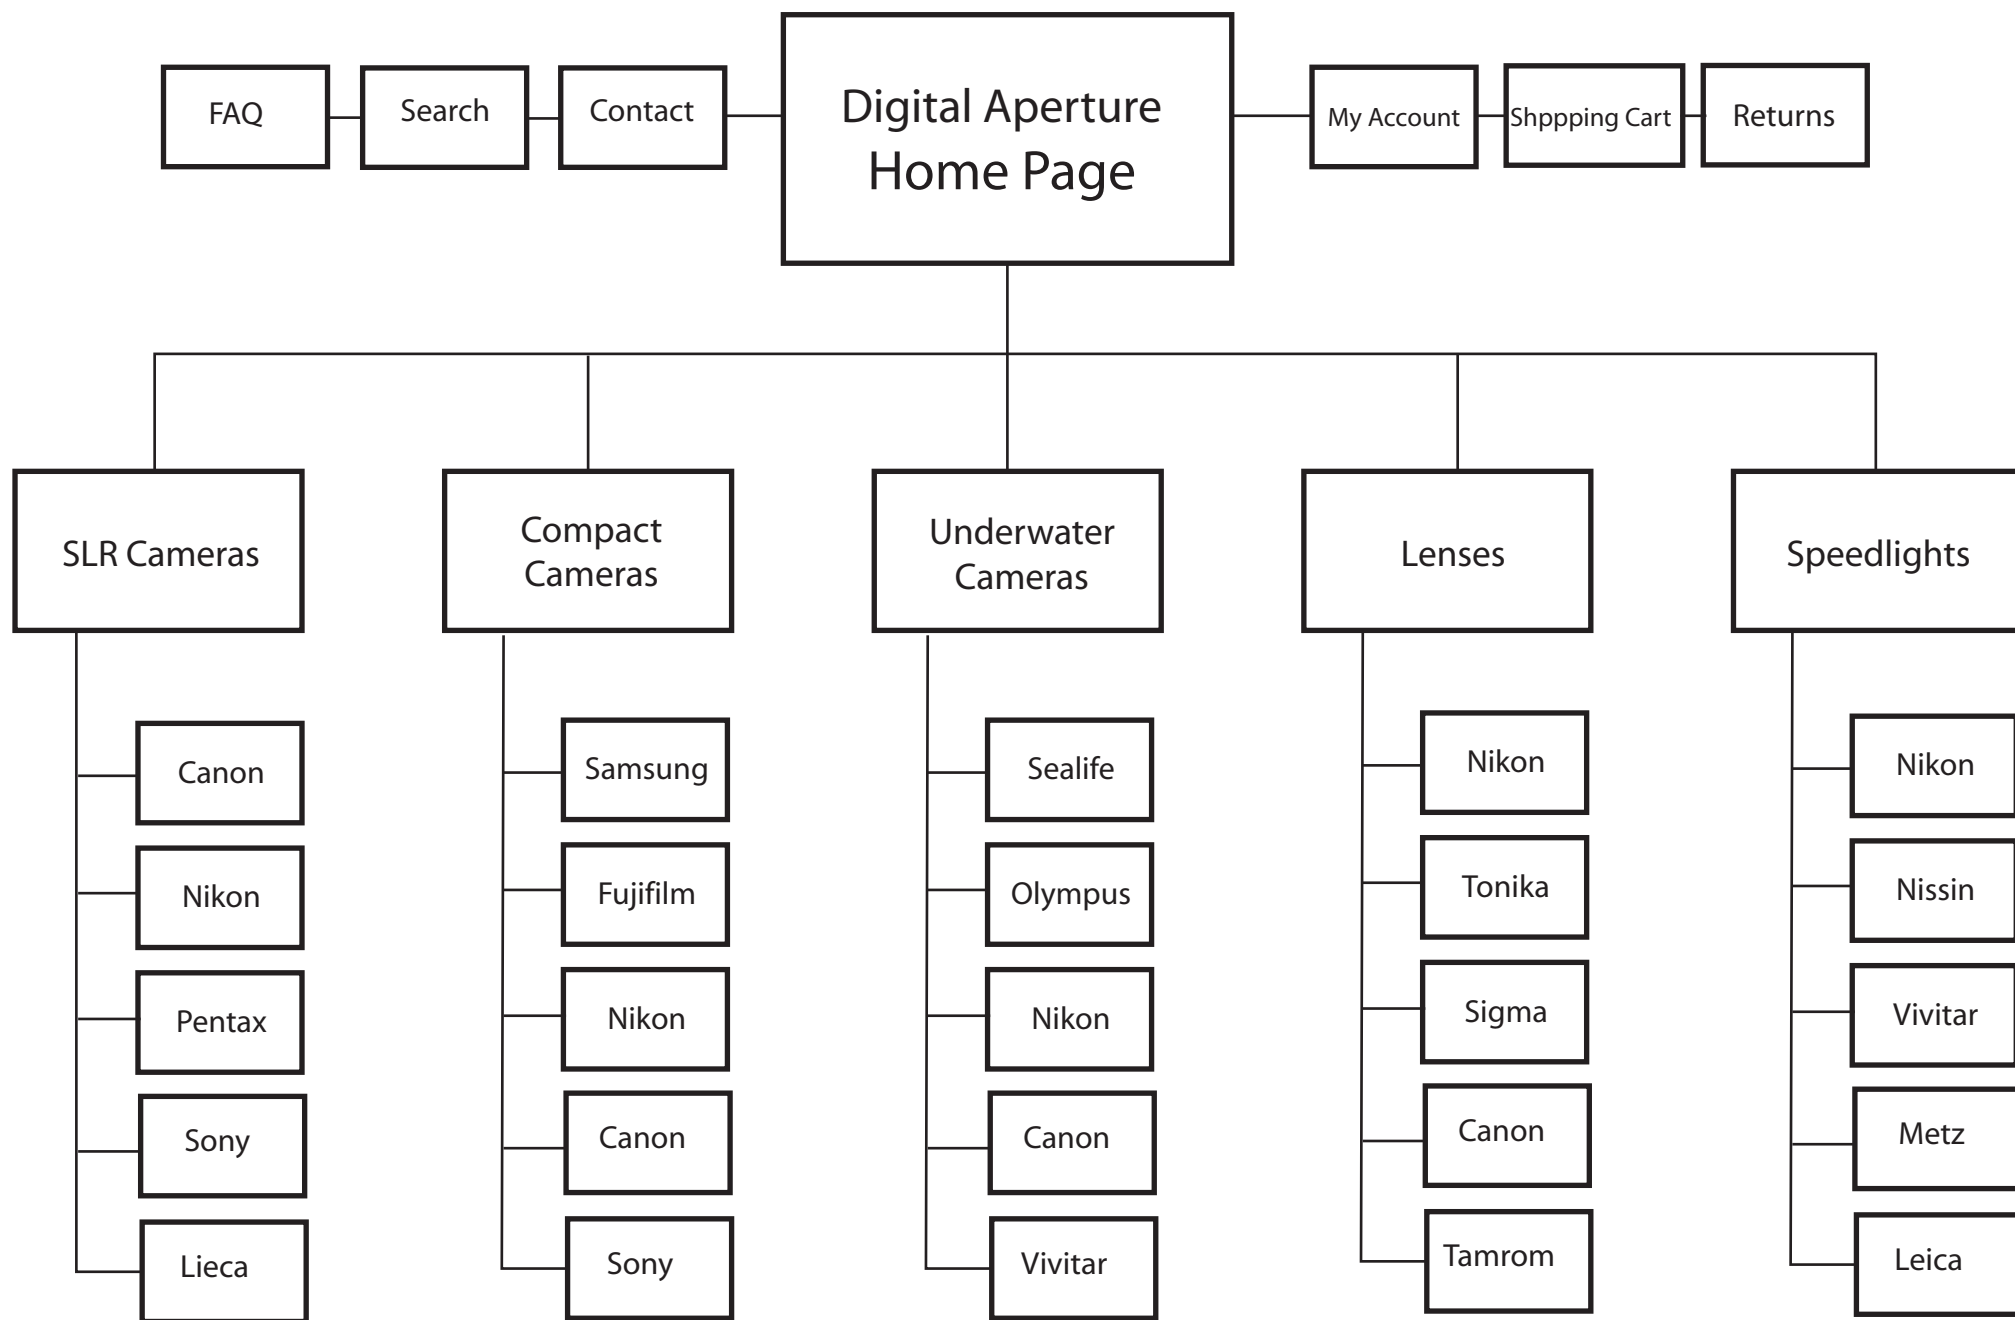 FAQ
Search
Contact
Digital Aperture
Home Page
My Account
Shppping Cart
Returns
SLR Cameras
Compact
Cameras
Underwater
Cameras
Lenses
Speedlights
Canon
Nikon
Pentax
Sony
Lieca
Samsung
Fujifilm
Nikon
Canon
Sony
Sealife
Olympus
Nikon
Canon
Vivitar
Nikon
Tonika
Sigma
Canon
Tamrom
Nikon
Nissin
Vivitar
Metz
Leica